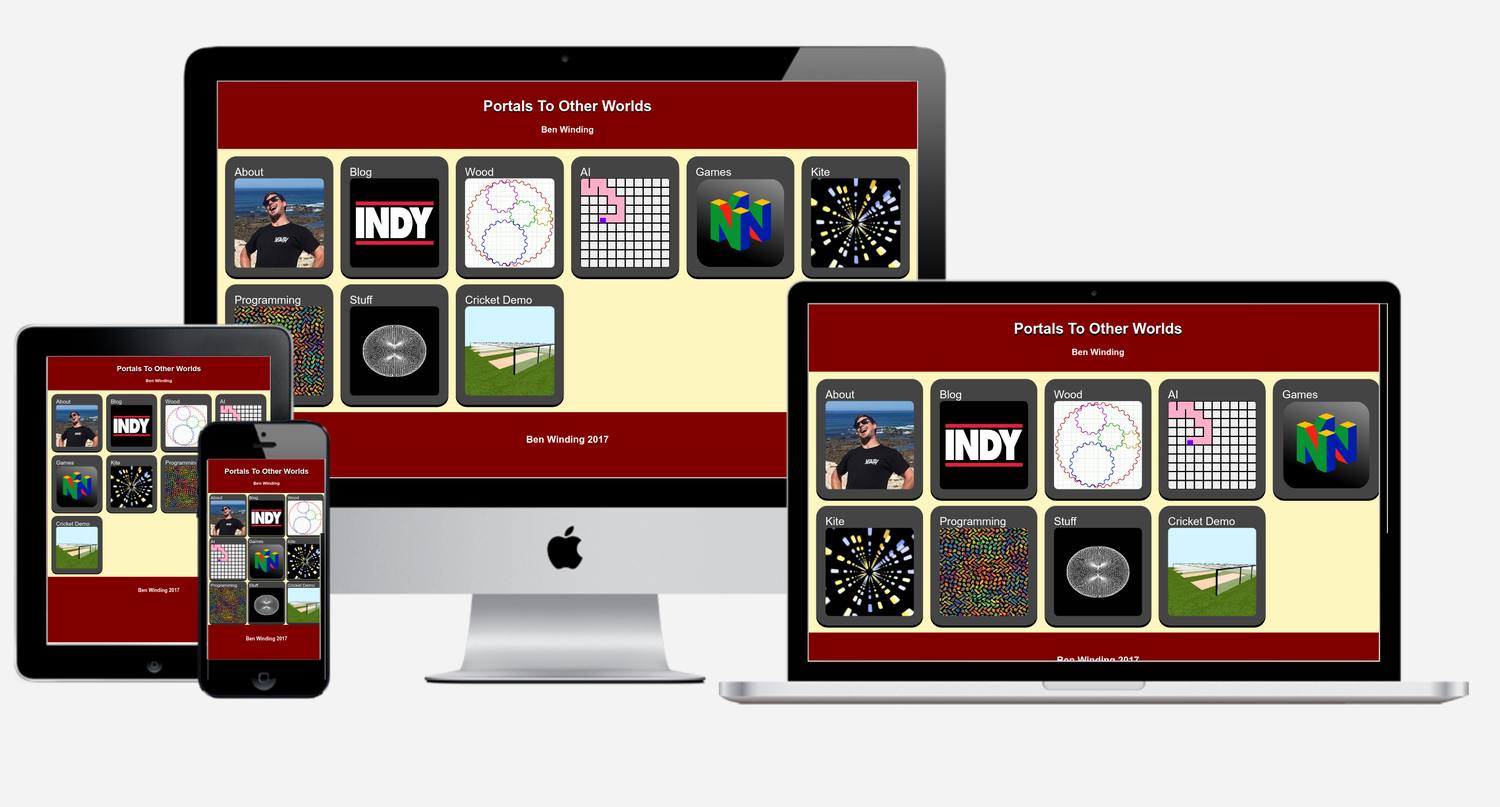 Portals To Other Worlds
Ben Winding
About
Blog
INDY
Wood
AI
Games
Kite
Programming
Stuff
Cricket Demo
Ben Winding 2017
Portals To Other Worlds
Ben Winding
About
Blog
INDY
Wood
AI
Games
Kite
Programmin
Cricket Demo
Ben Winding 2017
Portals To Other Worlds
Ben Winding
About
Blog
INDY
Wood
AI
Games
Kite
Programming
Stuff
Cricket Demo
Ben Winding 2017
Portals To Other Worlds
Ben Winding
About
Blog
INDY
Wood
AI
Games
Kite
Programming
Stuff
Cricket Demo
Ben Winding 2017